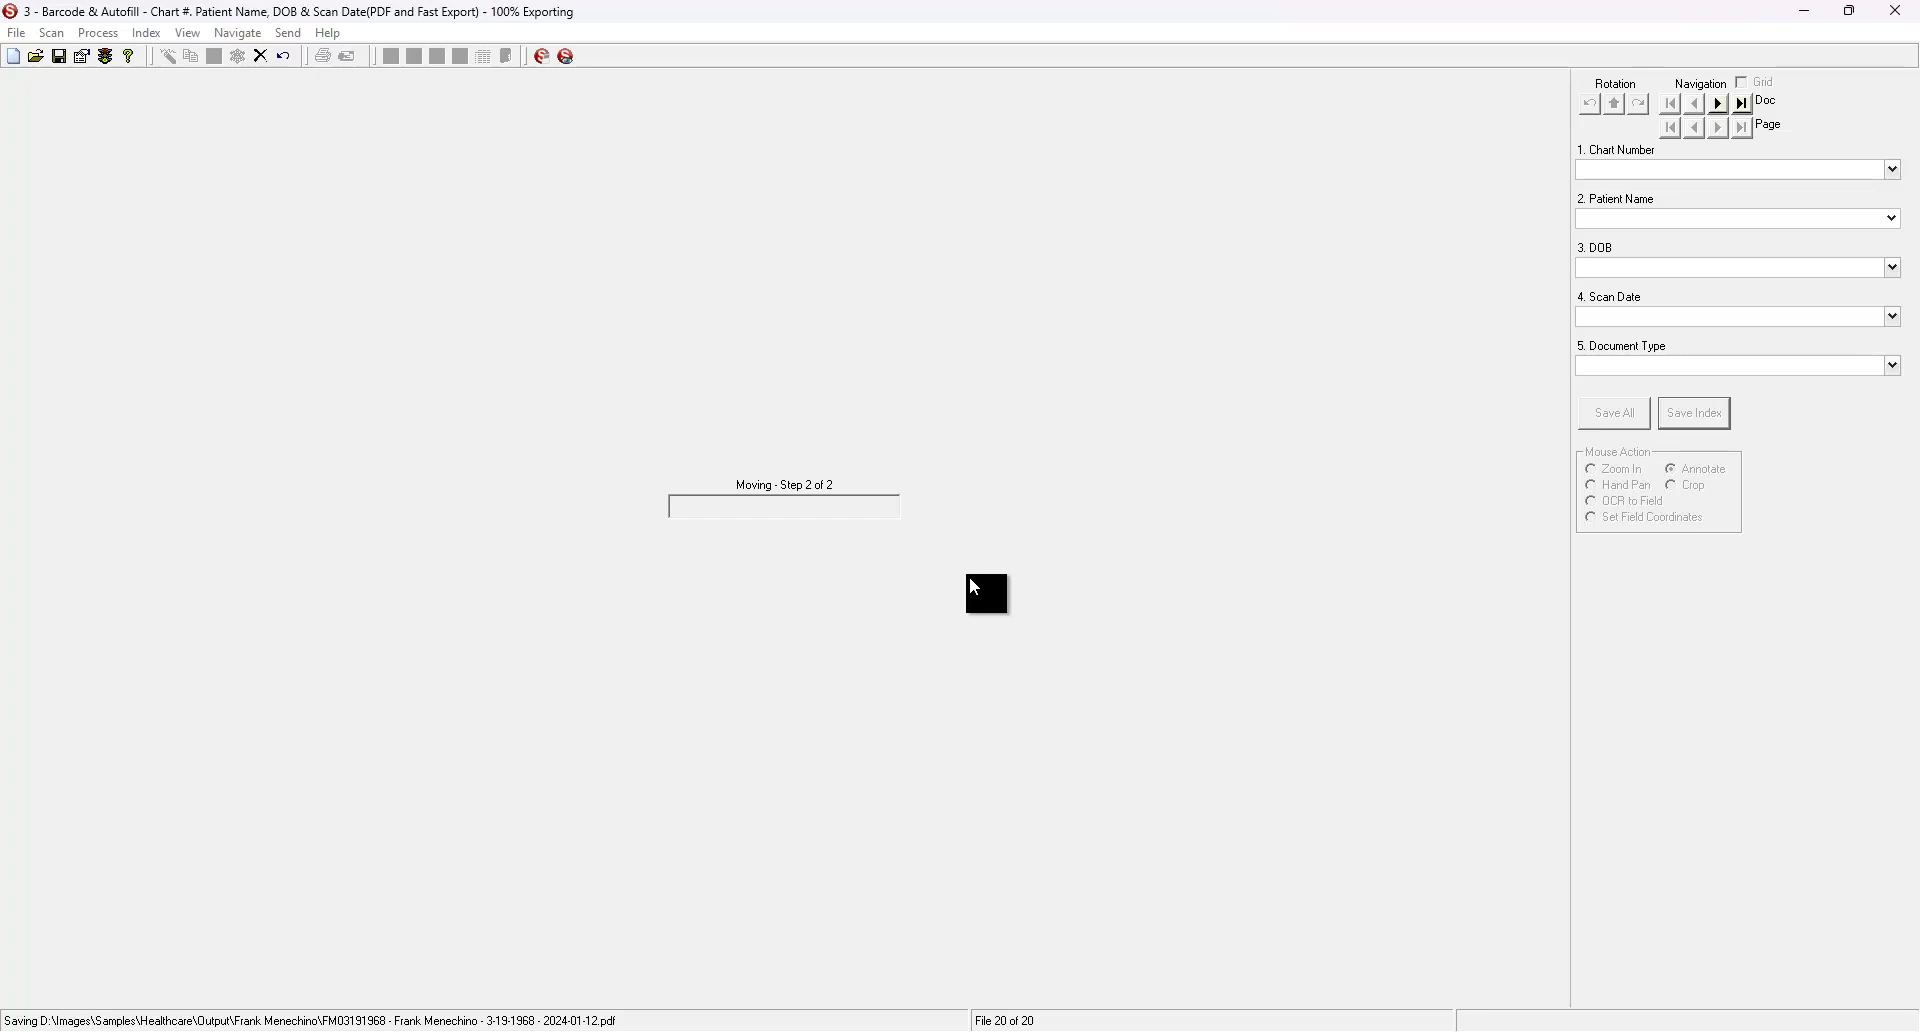 3 - Barcode & Autofill - Chart #. Patient Name, DOB & Scan Date(PDF and Fast Export) - 100% Exporting
File Scan Process Index View Navigate Send Help
Rotation Navigation Grid
Doc
Page
1. Chart Number
2. Patient Name
3. DOB
4. Scan Date
5. Document Type
Save All Save Index
Mouse Action
Zoom In Annotate
Hand Pan Crop
OCR to Field
Set Field Coordinates
Moving - Step 2 of 2
Saving D:\Images\Samples\Healthcare\Output\Frank Menechino\FM03191968 - Frank Menechino - 3-19-1968 - 2024-01-12.pdf
File 20 of 20